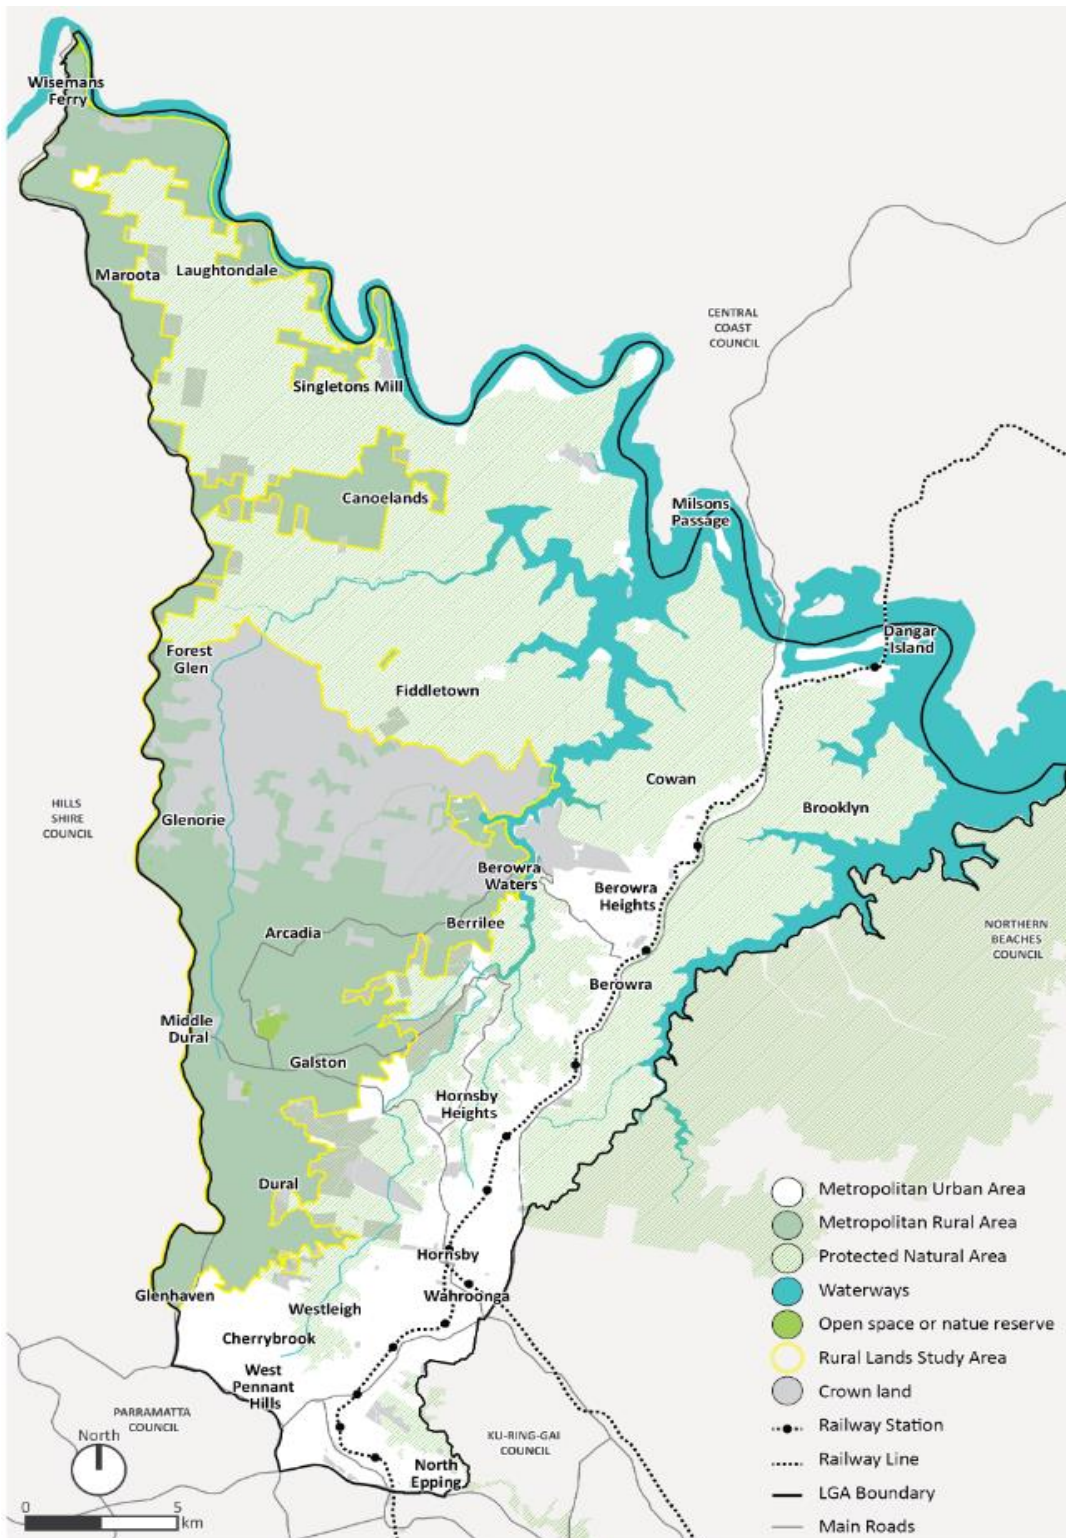 Wisemans
Ferry
Maroota
Laughtondale
CENTRAL
COAST
COUNCIL
Singletons Mill
Canoelands
Milsons
Passage
Dangar
Island
Forest
Glen
Fiddletown
Cowan
Brooklyn
HILLS
SHIRE
COUNCIL
Glenorie
Berowra
Waters
Berowra
Heights
Berrilee
Arcadia
NORTHERN
BEACHES
COUNCIL
Berowra
Middle
Dural
Galston
Hornsby
Heights
Dural
Hornsby
Glenhaven
Westleigh
Wahroonga
Cherrybrook
West
Pennant
Hills
PARRAMATTA
COUNCIL
KU-RING-GAI
COUNCIL
North
Epping
North
0 5
km
Metropolitan Urban Area
Metropolitan Rural Area
Protected Natural Area
Waterways
Open space or natue reserve
Rural Lands Study Area
Crown land
Railway Station
Railway Line
LGA Boundary
Main Roads